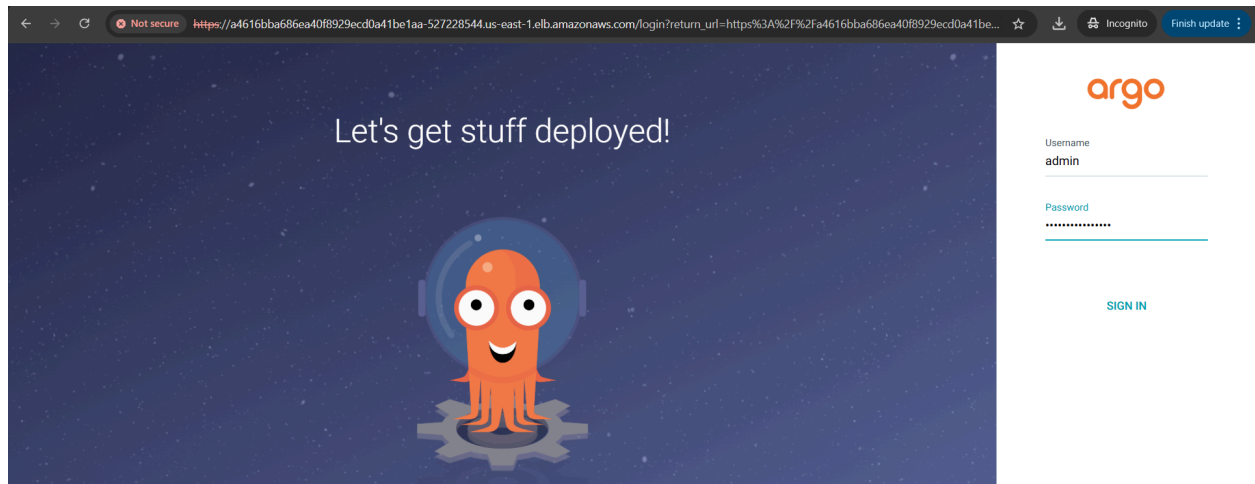 Not secure https://a4616bba686ea40f8929ecd0a41be1aa-527228544.us-east-1.elb.amazonaws.com/login?return_url=https%3A%2F%2Fa4616bba686ea40f8929ecd0a41be... Incognito Finish update
Let's get stuff deployed!
argo
Username
admin
Password
••••••••••••••••
SIGN IN